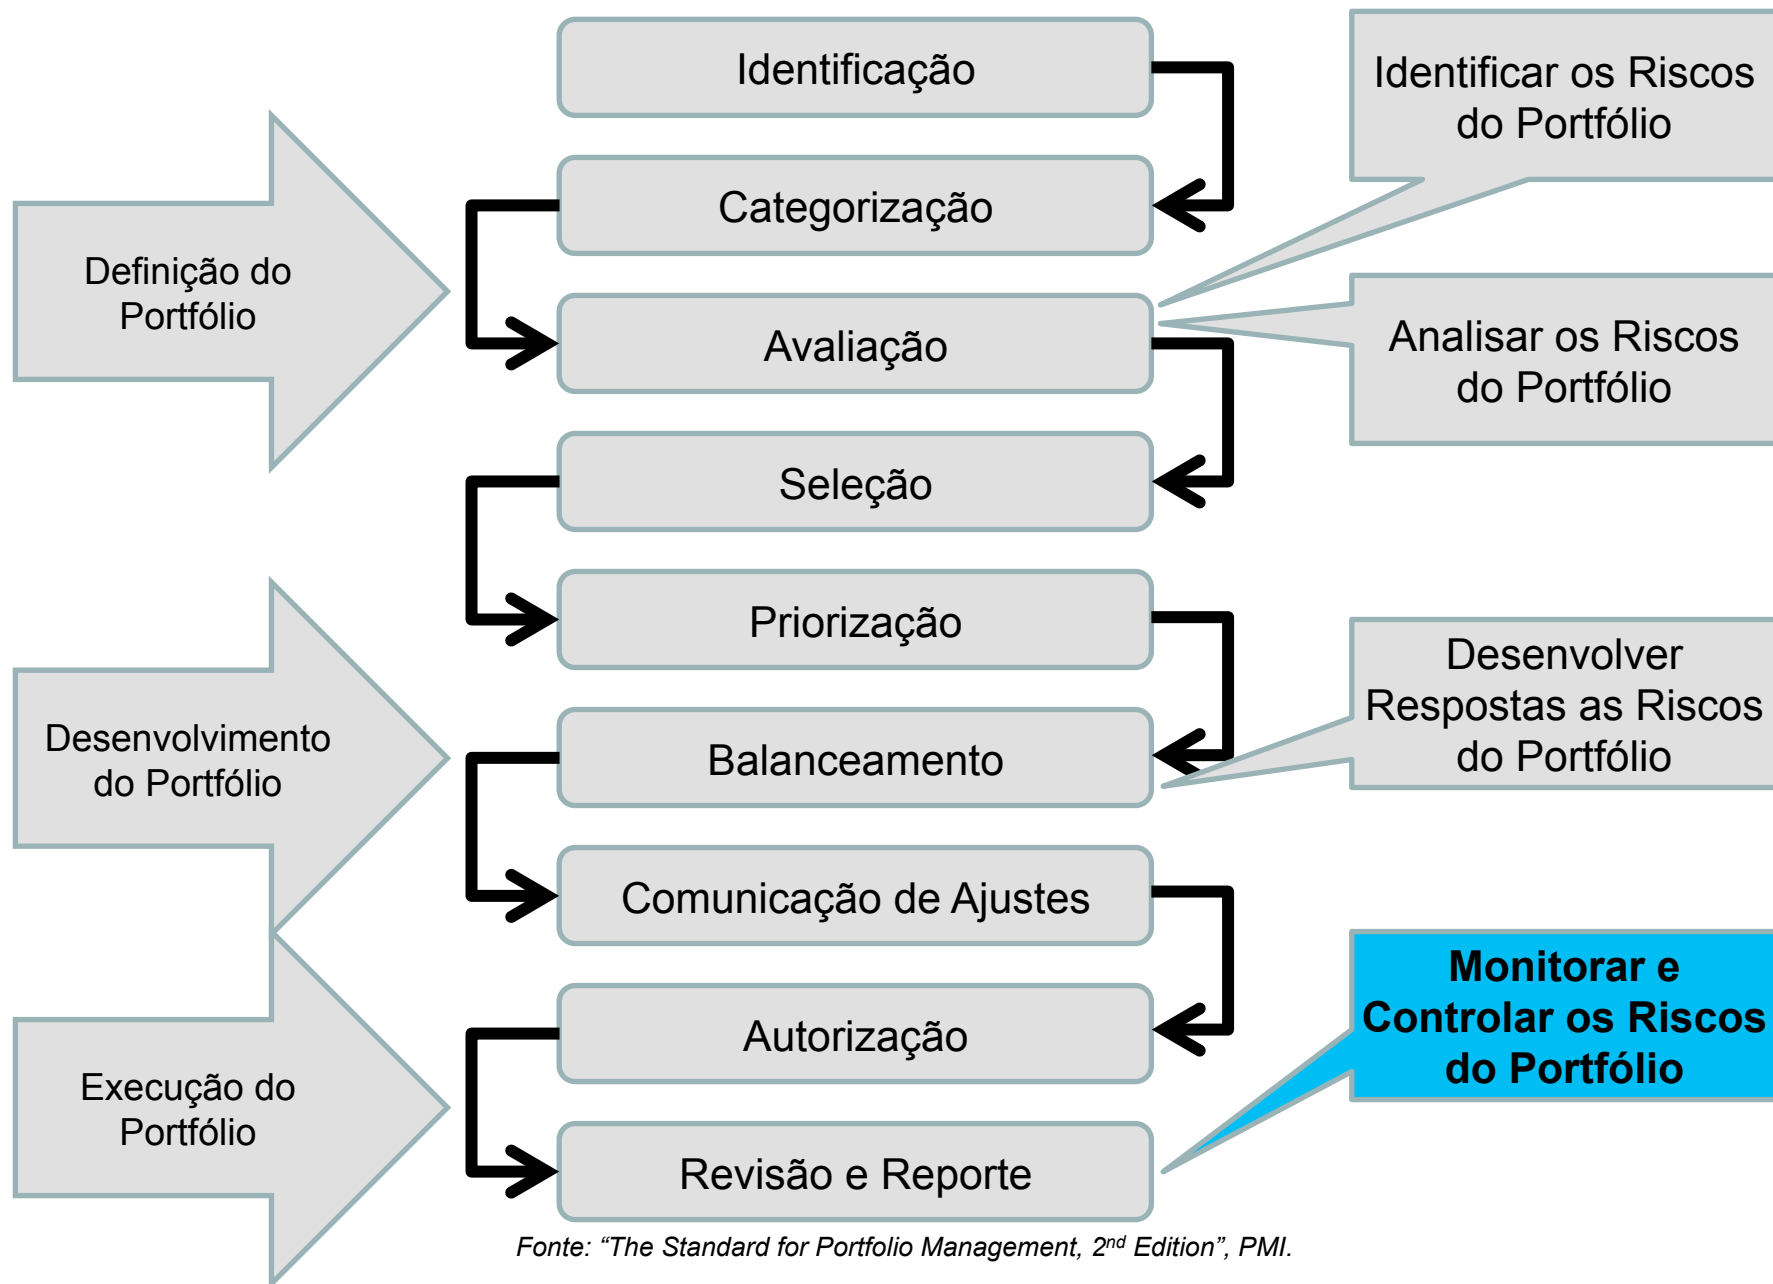 Identificação
Categorização
Avaliação
Seleção
Priorização
Balanceamento
Comunicação de Ajustes
Autorização
Revisão e Reporte
Definição do
Portfólio
Desenvolvimento
do Portfólio
Execução do
Portfólio
Identificar os Riscos
do Portfólio
Analisar os Riscos
do Portfólio
Desenvolver
Respostas as Riscos
do Portfólio
Monitorar e
Controlar os Riscos
do Portfólio
Fonte: “The Standard for Portfolio Management, 2nd Edition”, PMI.